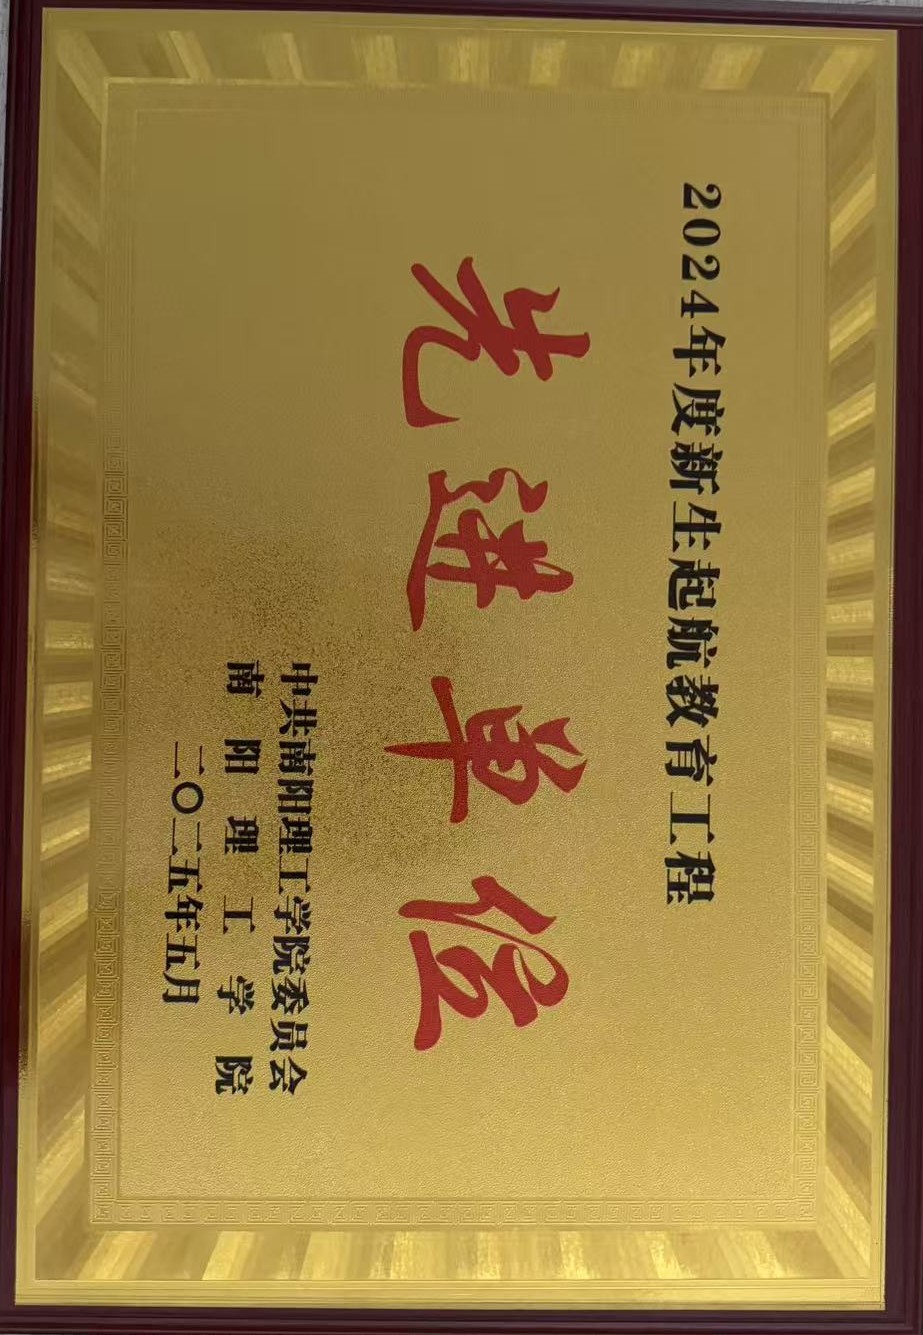 2024年度新生起航教育工程
先进单位
中共南阳理工学院委员会
南阳理工学院
二〇二五年五月